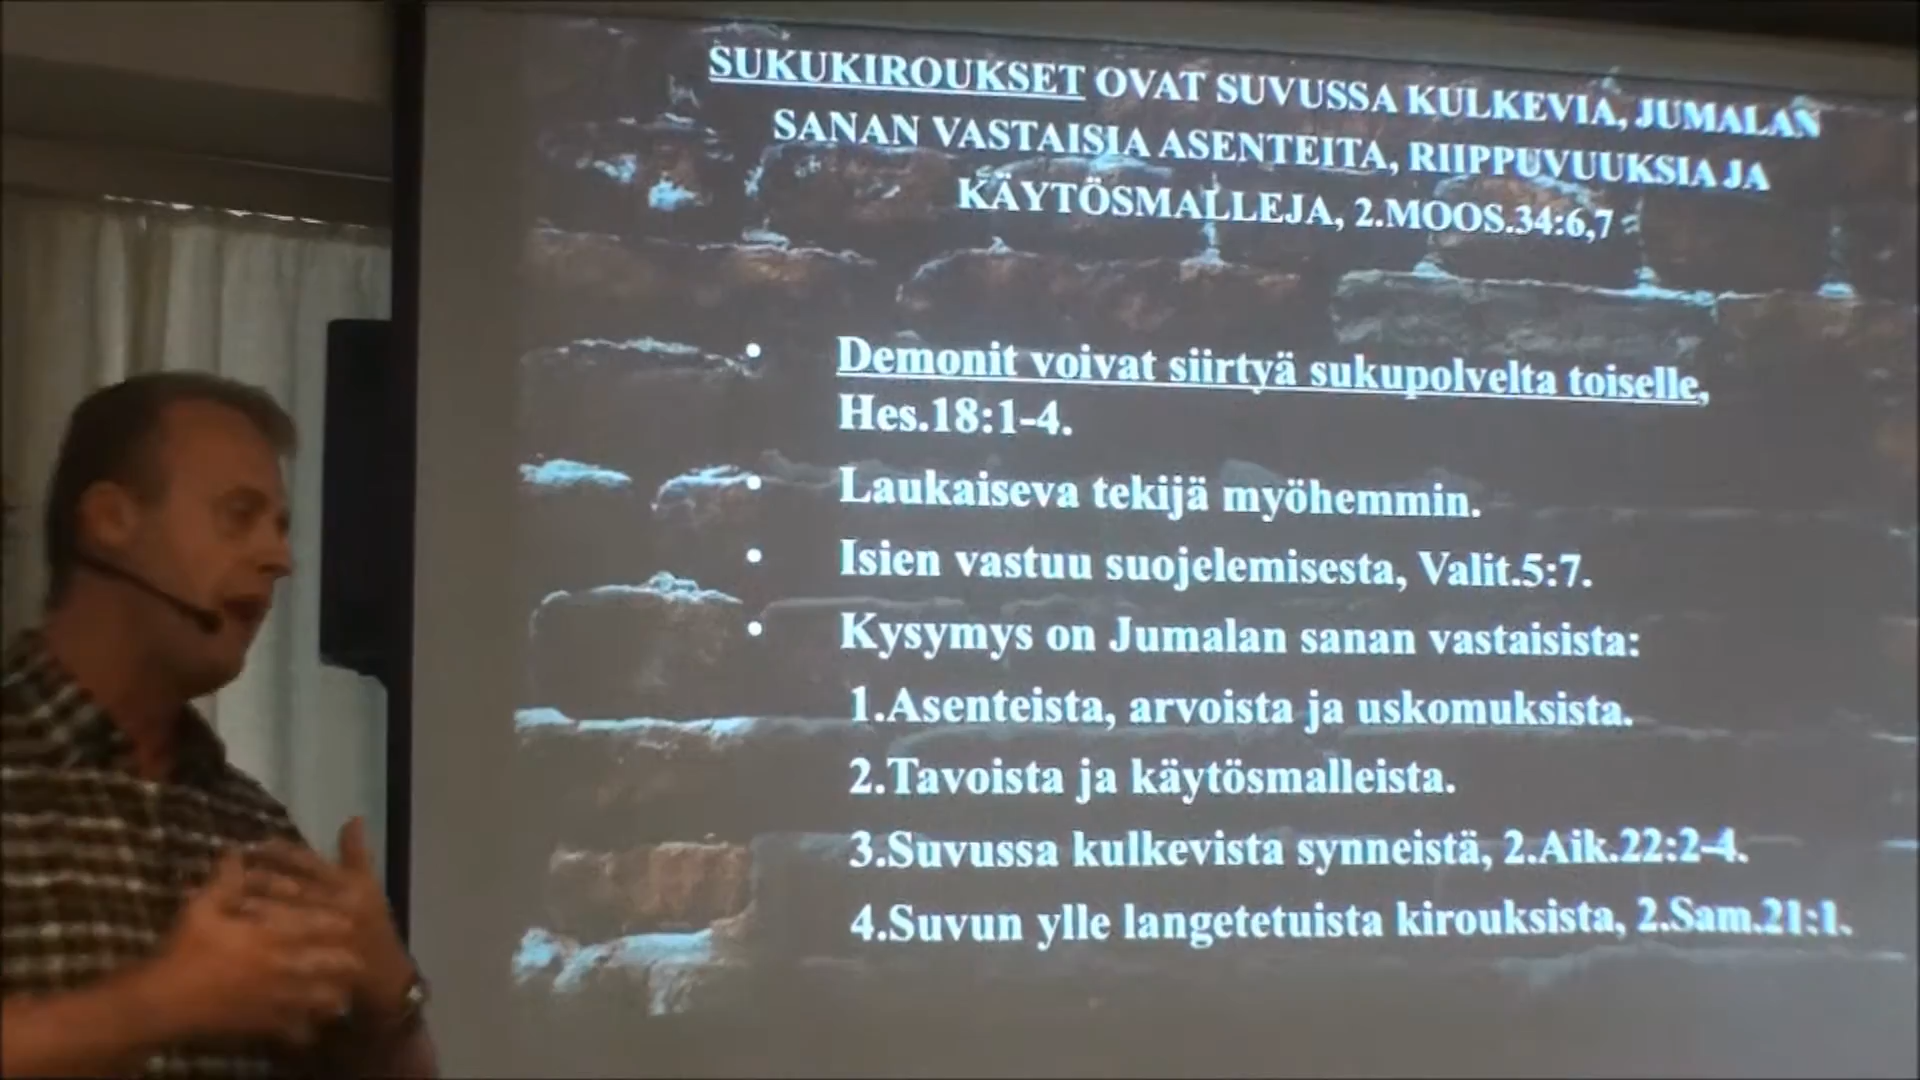 SUKUKIROUKSET OVAT SUVUSSA KULKEVIA, JUMALAN
SANAN VASTAISIA ASENTEITA, RIIPPUVUUKSIA JA
KÄYTÖSMALLEJA, 2.MOOS.34:6,7
• Demonit voivat siirtyä sukupolvelta toiselle,
Hes.18:1-4.
• Laukaiseva tekijä myöhemmin.
• Isien vastuu suojelemisesta, Valit.5:7.
• Kysymys on Jumalan sanan vastaisista:
1.Asenteista, arvoista ja uskomuksista.
2.Tavoista ja käytösmalleista.
3.Suvussa kulkevista synneistä, 2.Aik.22:2-4.
4.Suvun ylle langetetuista kirouksista, 2.Sam.21:1.